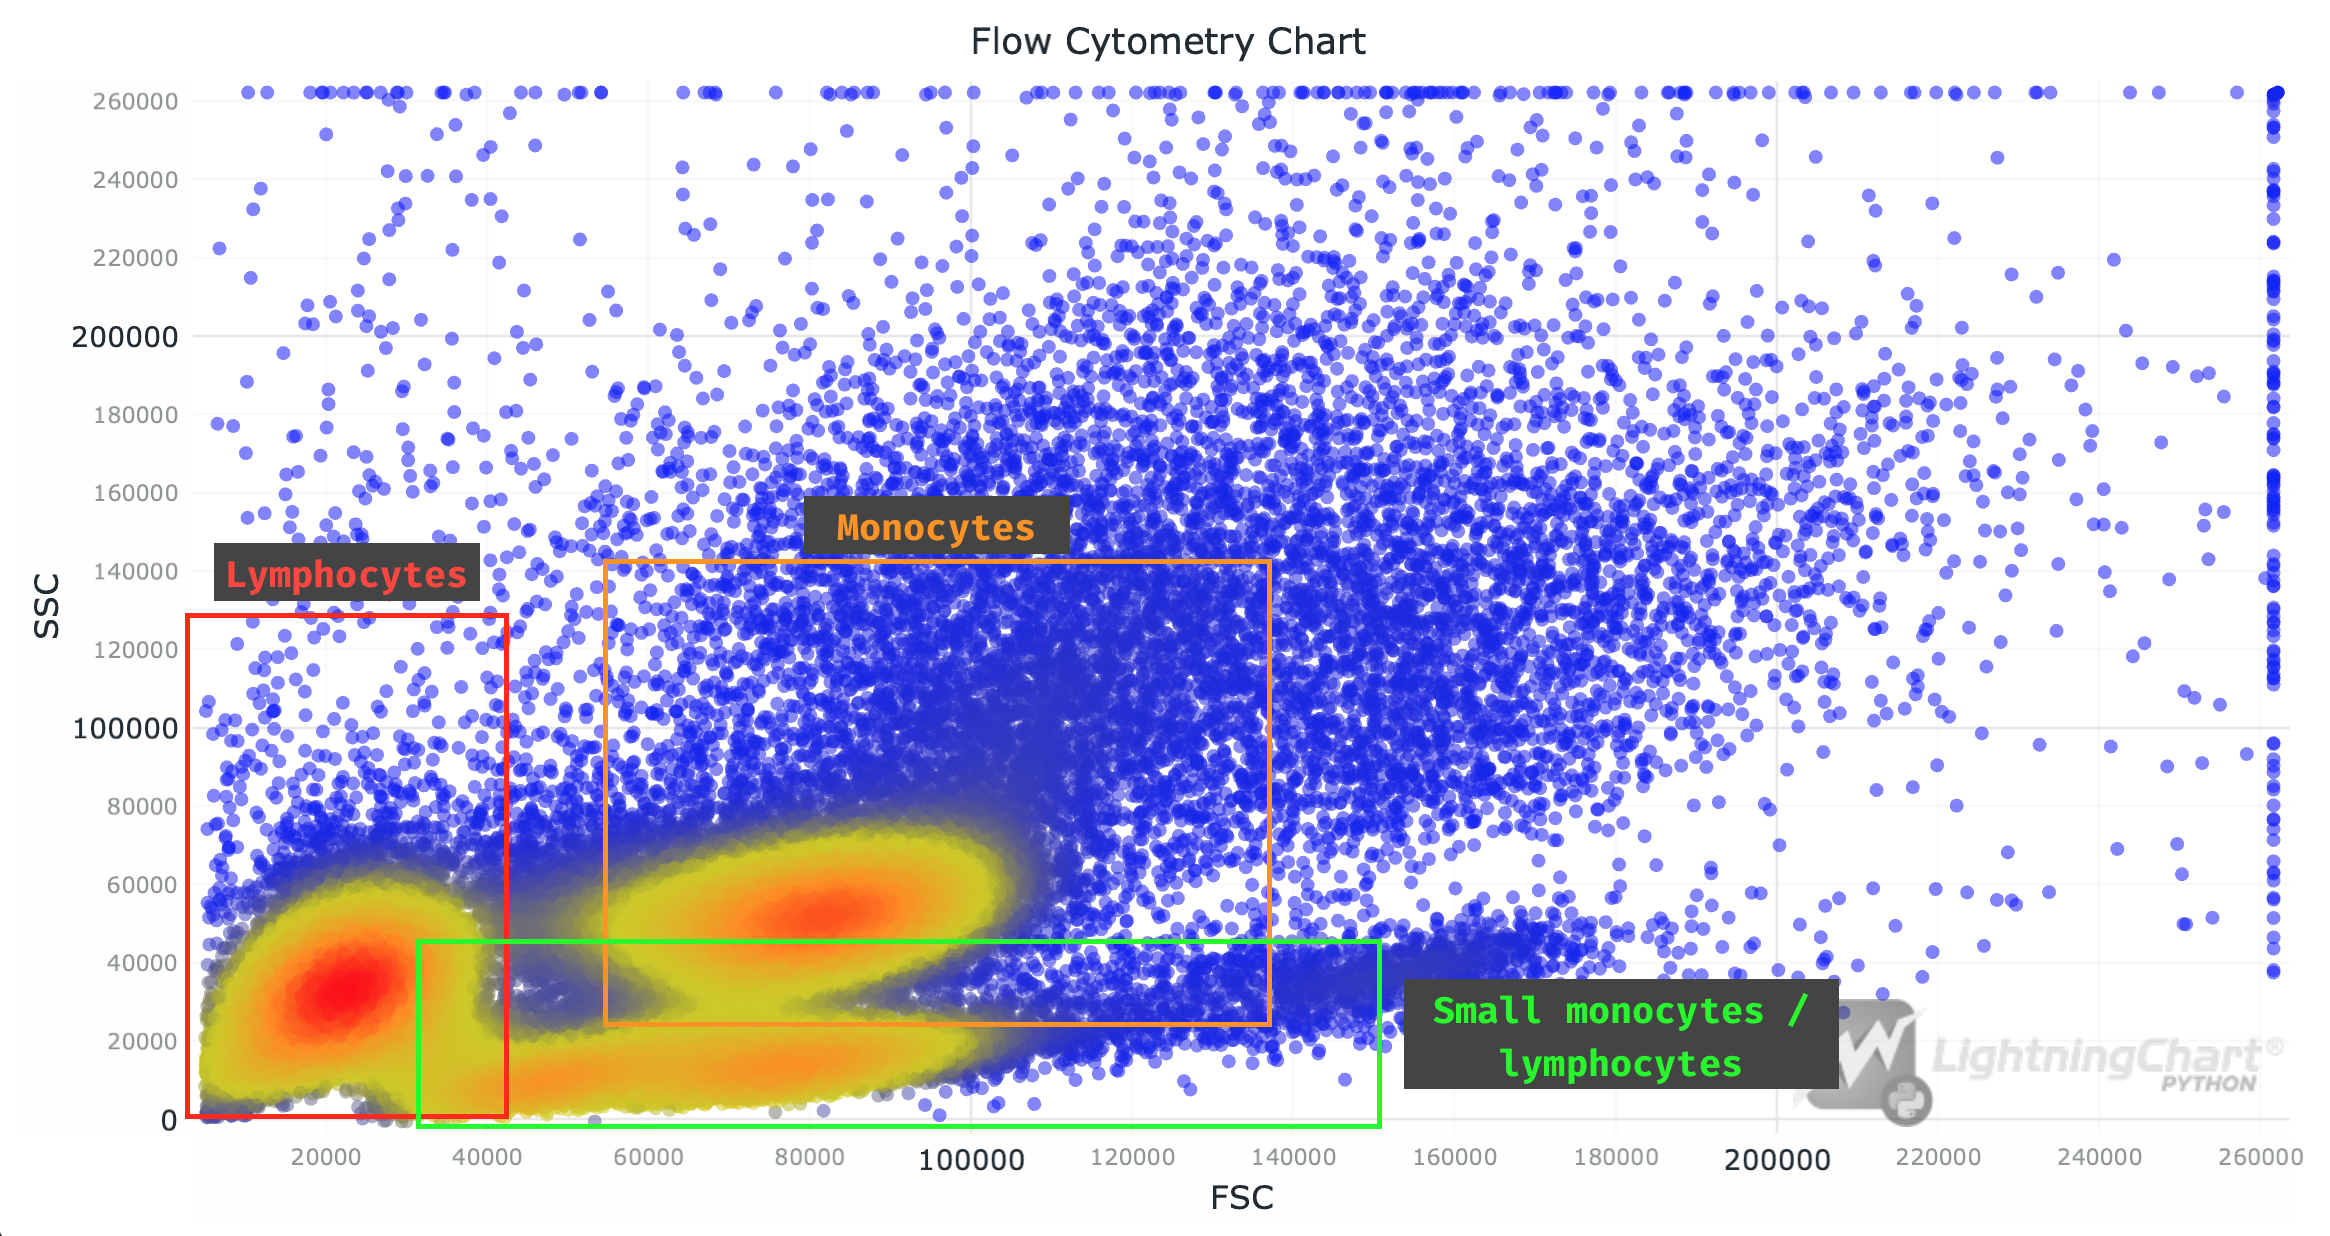 Flow Cytometry Chart
260000
240000
220000
200000
180000
160000
140000
120000
100000
80000
60000
40000
20000
0
SSC
Monocytes
Lymphocytes
Small monocytes /
lymphocytes
LightningChart®
PYTHON
20000 40000 60000 80000 100000 120000 140000 160000 180000 200000 220000 240000 260000
FSC